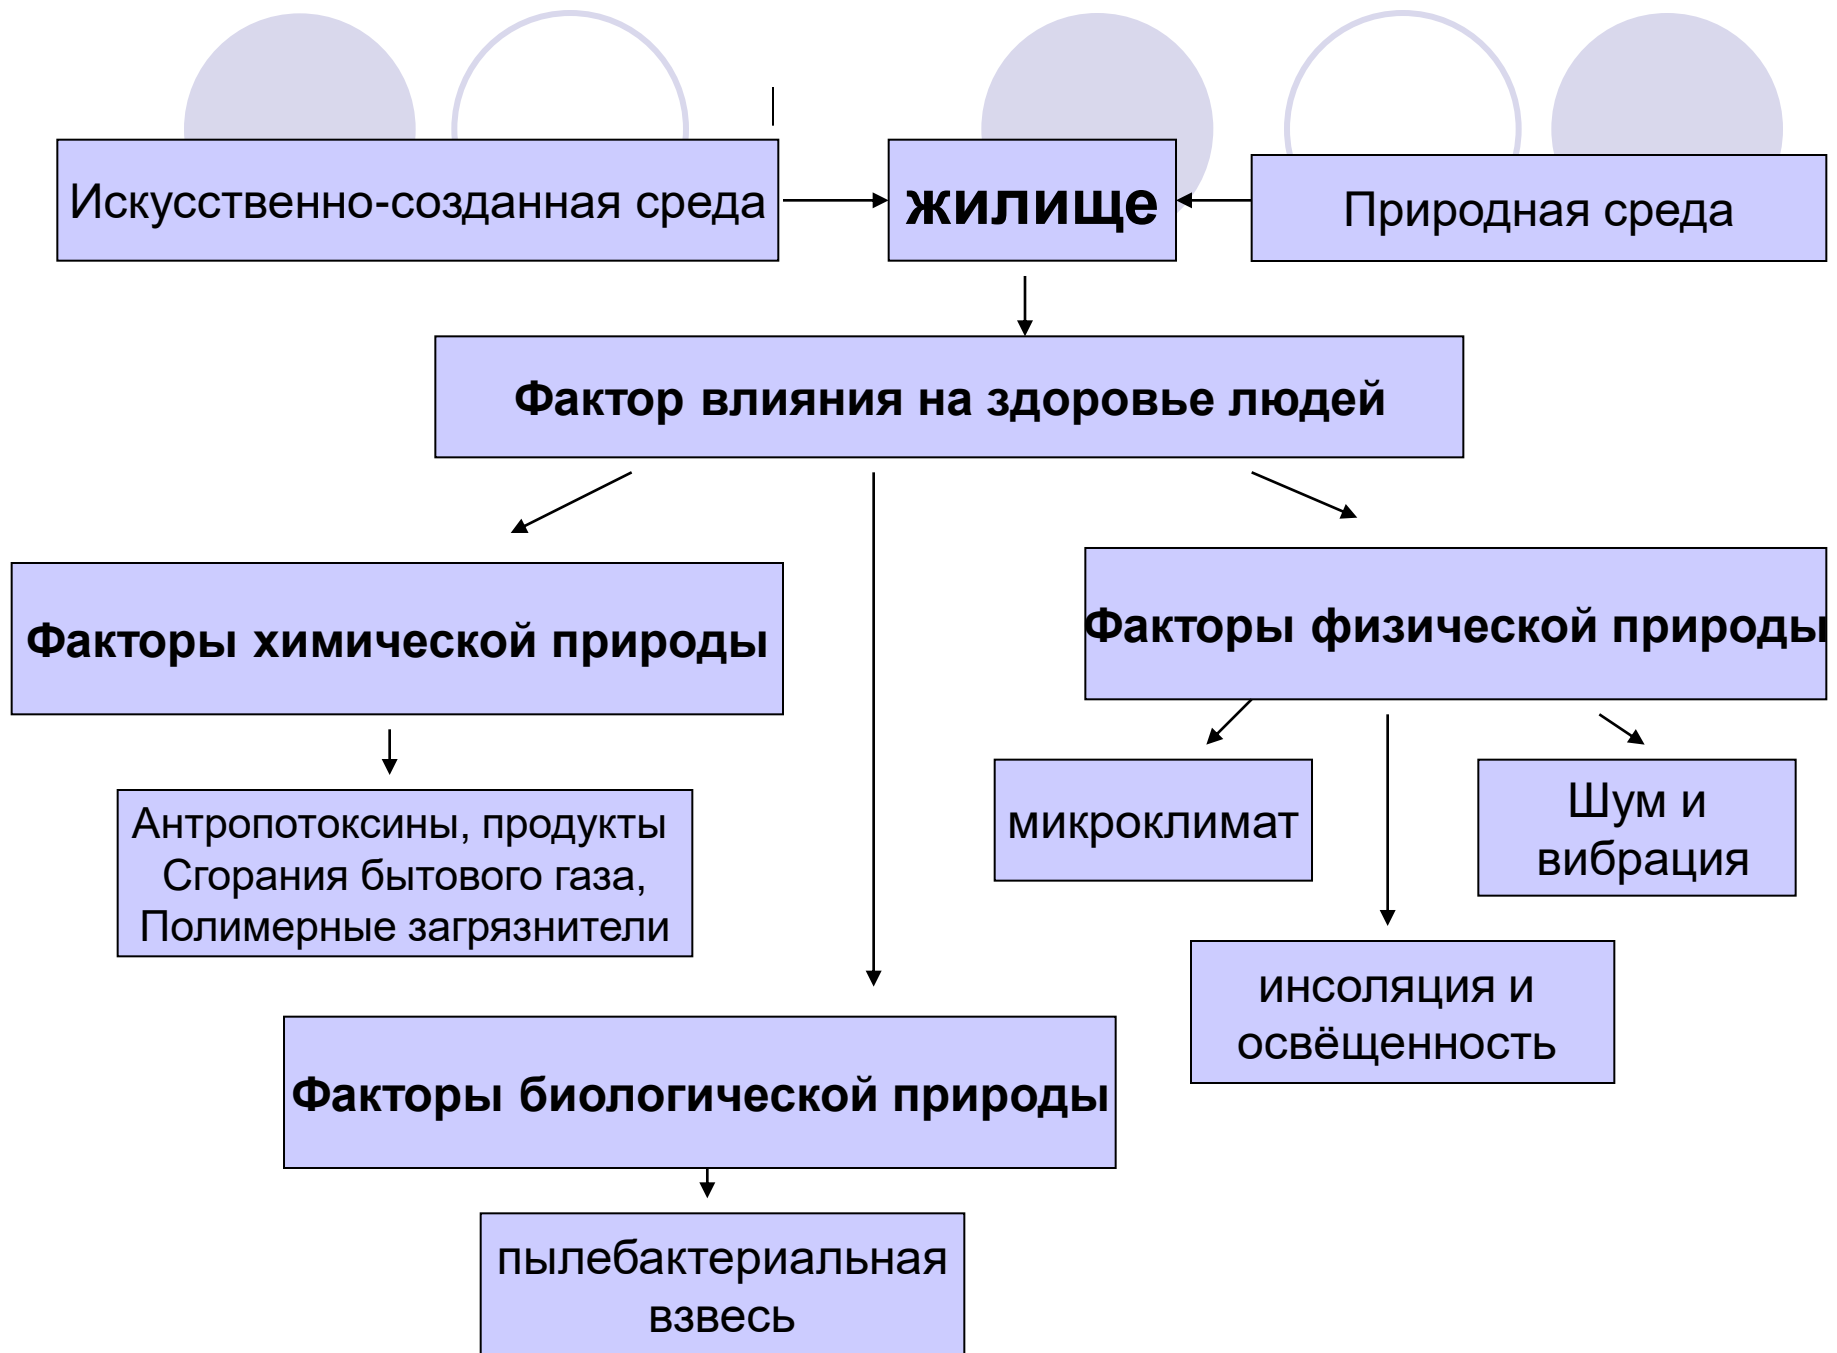 Искусственно-созданная среда
жилище
Природная среда
Фактор влияния на здоровье людей
Факторы химической природы
Факторы физической природы
Антропотоксины, продукты
Сгорания бытового газа,
Полимерные загрязнители
микроклимат
Шум и
вибрация
инсоляция и
освёщенность
Факторы биологической природы
пылебактериальная
взвесь